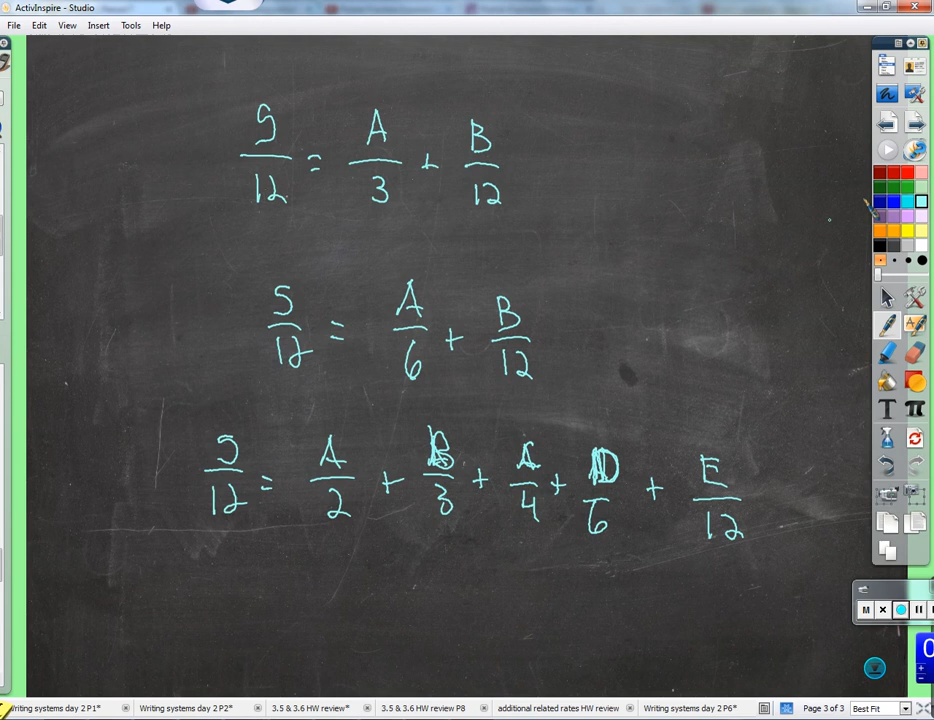 ActivInspire - Studio
File Edit View Insert Tools Help
5/12 = A/3 + B/12
5/12 = A/6 + B/12
5/12 = A/2 + B/3 + /4 + D/6 + E/12
M
Writing systems day 2 P1* Writing systems day 2 P2* 3.5 & 3.6 HW review* 3.5 & 3.6 HW review P8 additional related rates HW review Writing systems day 2 P6* Page 3 of 3 Best Fit